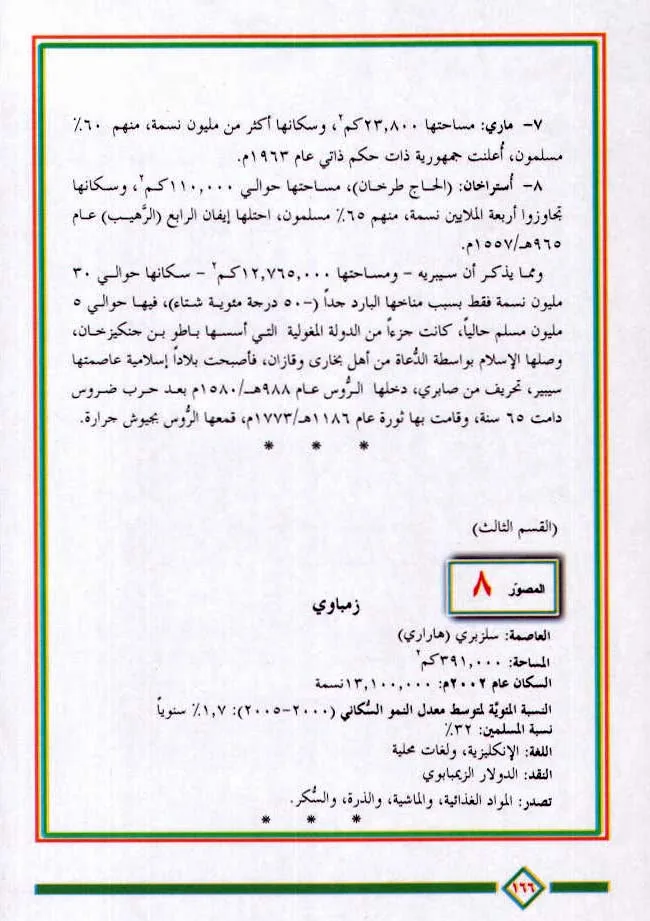 ٧- ماري: مساحتها ٢٣,٨٠٠كم٢، وسكانها أكثر من مليون نسمة، منهم ٦٠٪
مسلمون، أُعلنت جمهورية ذات حكم ذاتي عام ١٩٦٣م.
٨- أُستراخان: (الحاج طرخان)، مساحتها حوالي ١١٠,٠٠٠كم٢، وسكانها
تجاوزوا أربعة الملايين نسمة، منهم ٦٥٪ مسلمون، احتلها إيفان الرابع (الرَّهيب) عام
٩٦٥هـ/١٥٥٧م.
ومما يذكر أن سيبريه - ومساحتها ١٢,٧٦٥,٠٠٠كم٢ - سكانها حوالي ٣٠
مليون نسمة فقط بسبب مناخها البارد جداً (-٥٠ درجة مئوية شتاء)، فيها حوالي ٥
مليون مسلم حالياً، كانت جزءاً من الدولة المغولية التي أسسها باطو بن جنكيزخان،
وصلها الإسلام بواسطة الدُّعاة من أهل بخارى وقازان، فأصبحت بلاداً إسلامية عاصمتها
سيبير، تحريف من صابري، دخلها الرُّوس عام ٩٨٨هـ/١٥٨٠م بعد حرب ضروس
دامت ٦٥ سنة، وقامت بها ثورة عام ١١٨٦هـ/١٧٧٣م، قمعها الرُّوس بجيوش جرارة.
* * *
(القسم الثالث)
المصوّر ٨
زمباوي
العاصمة: سلزبري (هاراري)
المساحة: ٣٩١,٠٠٠كم٢
السكان عام ٢٠٠٢م: ١٣,١٠٠,٠٠٠نسمة
النسبة المئويّة لمتوسط معدل النمو السُّكاني (٢٠٠٠-٢٠٠٥): ١,٧٪ سنوياً
نسبة المسلمين: ٣٢٪
اللغة: الإنكليزية، ولغات محلية
النقد: الدولار الزيمبابوي
تصدر: المواد الغذائية، والماشية، والذرة، والسُّكر.
* * *
١٦٦